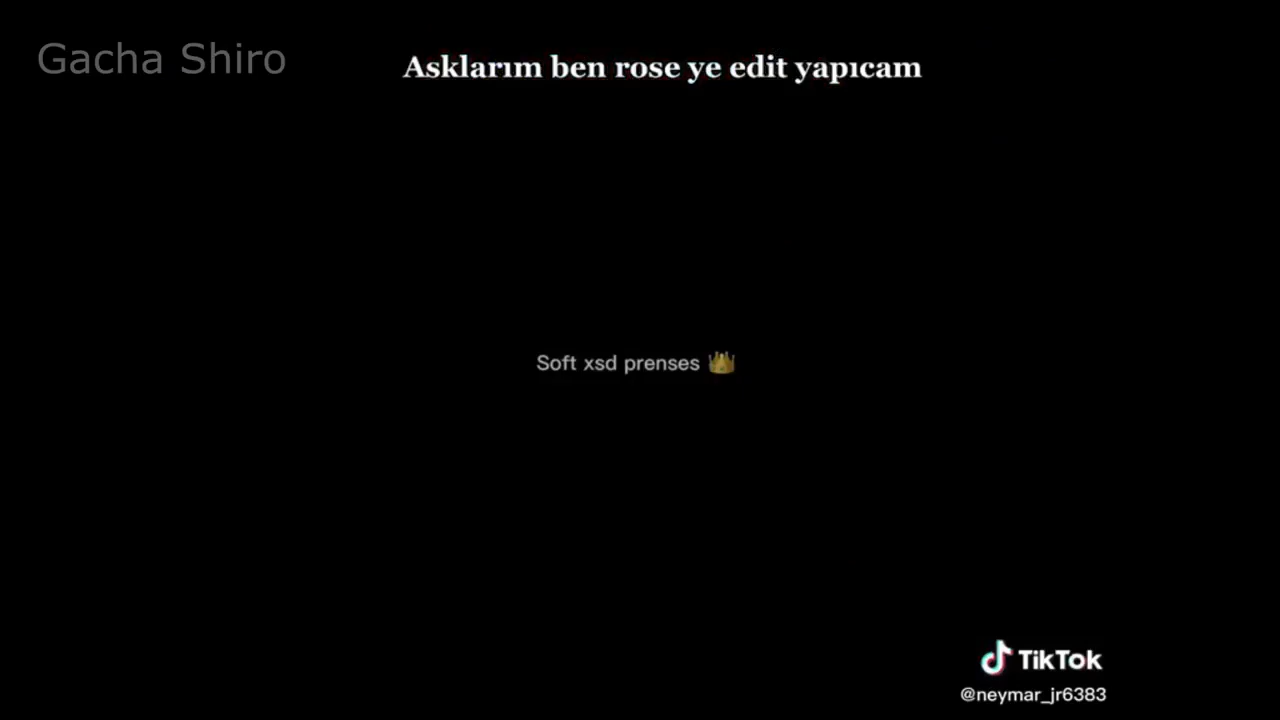 Gacha Shiro
Asklarım ben rose ye edit yapıcam
Soft xsd prenses 👑
TikTok
@neymar_jr6383